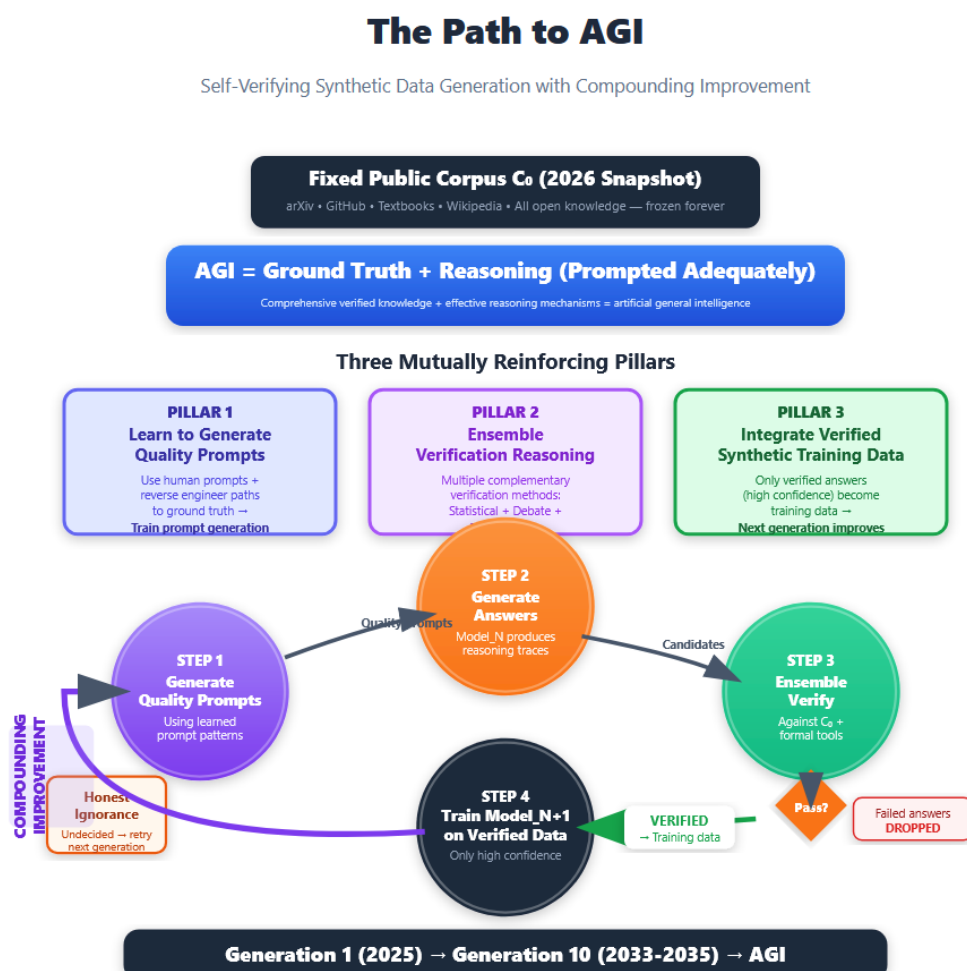 The Path to AGI
Self-Verifying Synthetic Data Generation with Compounding Improvement
Fixed Public Corpus C₀ (2026 Snapshot)
arXiv • GitHub • Textbooks • Wikipedia • All open knowledge — frozen forever
AGI = Ground Truth + Reasoning (Prompted Adequately)
Comprehensive verified knowledge + effective reasoning mechanisms = artificial general intelligence
Three Mutually Reinforcing Pillars
PILLAR 1
Learn to Generate
Quality Prompts
Use human prompts +
reverse engineer paths
to ground truth →
Train prompt generation
PILLAR 2
Ensemble
Verification Reasoning
Multiple complementary
verification methods:
Statistical + Debate +
PILLAR 3
Integrate Verified
Synthetic Training Data
Only verified answers
(high confidence) become
training data →
Next generation improves
STEP 1
Generate
Quality Prompts
Using learned
prompt patterns
Quality Prompts
STEP 2
Generate
Answers
Model_N produces
reasoning traces
Candidates
STEP 3
Ensemble
Verify
Against C₀ +
formal tools
Pass?
Failed answers
DROPPED
VERIFIED
→ Training data
STEP 4
Train Model_N+1
on Verified Data
Only high confidence
COMPOUNDING
IMPROVEMENT
Honest
Ignorance
Undecided → retry
next generation
Generation 1 (2025) → Generation 10 (2033-2035) → AGI